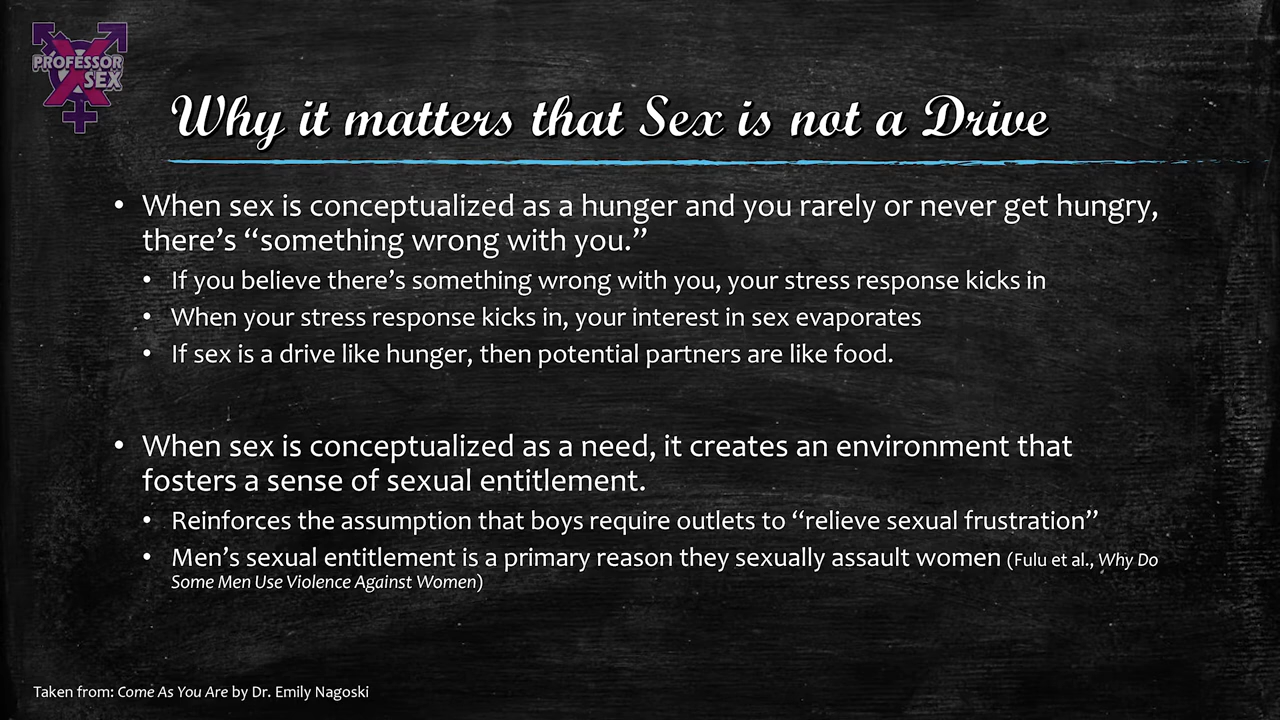 PROFESSOR
SEX
Why it matters that Sex is not a Drive
• When sex is conceptualized as a hunger and you rarely or never get hungry,
there’s “something wrong with you.”
• If you believe there’s something wrong with you, your stress response kicks in
• When your stress response kicks in, your interest in sex evaporates
• If sex is a drive like hunger, then potential partners are like food.
• When sex is conceptualized as a need, it creates an environment that
fosters a sense of sexual entitlement.
• Reinforces the assumption that boys require outlets to “relieve sexual frustration”
• Men’s sexual entitlement is a primary reason they sexually assault women (Fulu et al., Why Do
Some Men Use Violence Against Women)
Taken from: Come As You Are by Dr. Emily Nagoski